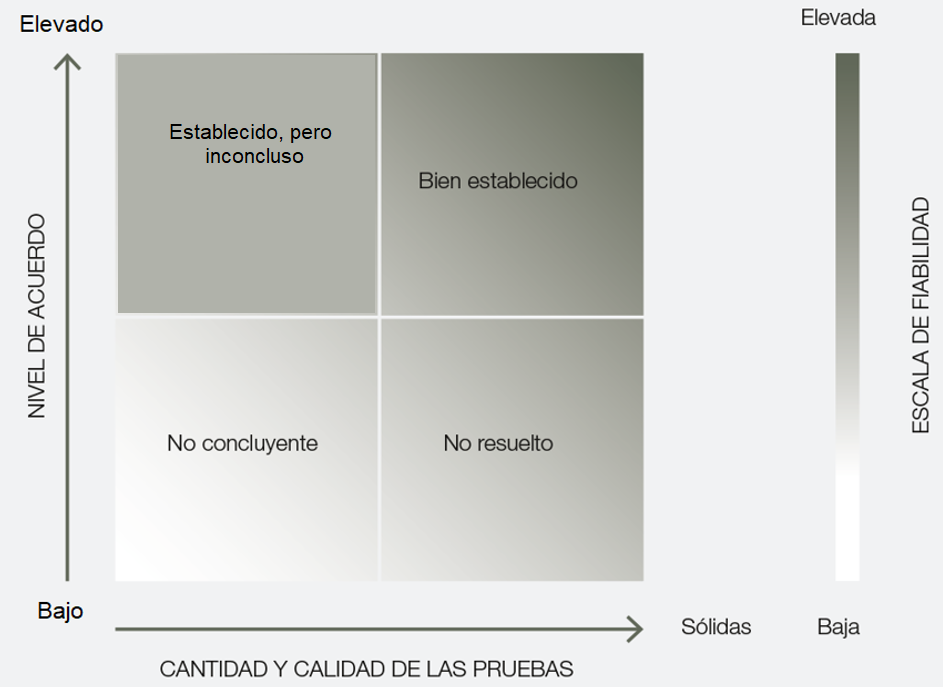 Elevado
Elevada
Establecido, pero
inconcluso
Bien establecido
NIVEL DE ACUERDO
ESCALA DE FIABILIDAD
No concluyente
No resuelto
Bajo
Sólidas
Baja
CANTIDAD Y CALIDAD DE LAS PRUEBAS